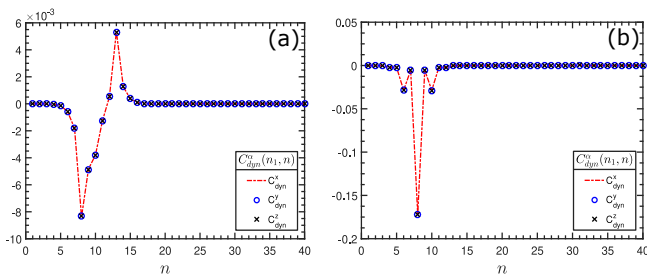 ×10⁻³
(a)
6
4
2
0
-2
-4
-6
-8
-10
0 5 10 15 20 25 30 35 40
n
C^α_dyn(n₁, n)
C^x_dyn
C^y_dyn
C^z_dyn
(b)
0.05
0
-0.05
-0.1
-0.15
-0.2
0 5 10 15 20 25 30 35 40
n
C^α_dyn(n₁, n)
C^x_dyn
C^y_dyn
C^z_dyn